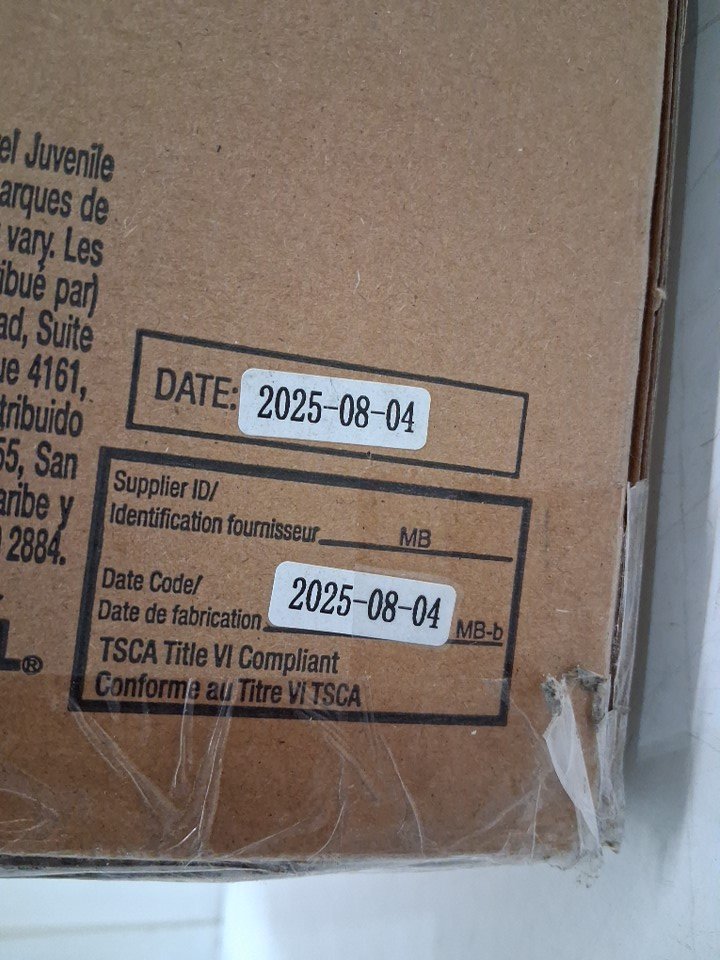 el Juvenile
arques de
vary. Les
ibué par)
ad, Suite
ue 4161,
tribuido
55, San
aribe y
2884.
L®
DATE: 2025-08-04
Supplier ID/
Identification fournisseur MB
Date Code/
Date de fabrication 2025-08-04 MB-b
TSCA Title VI Compliant
Conforme au Titre VI TSCA